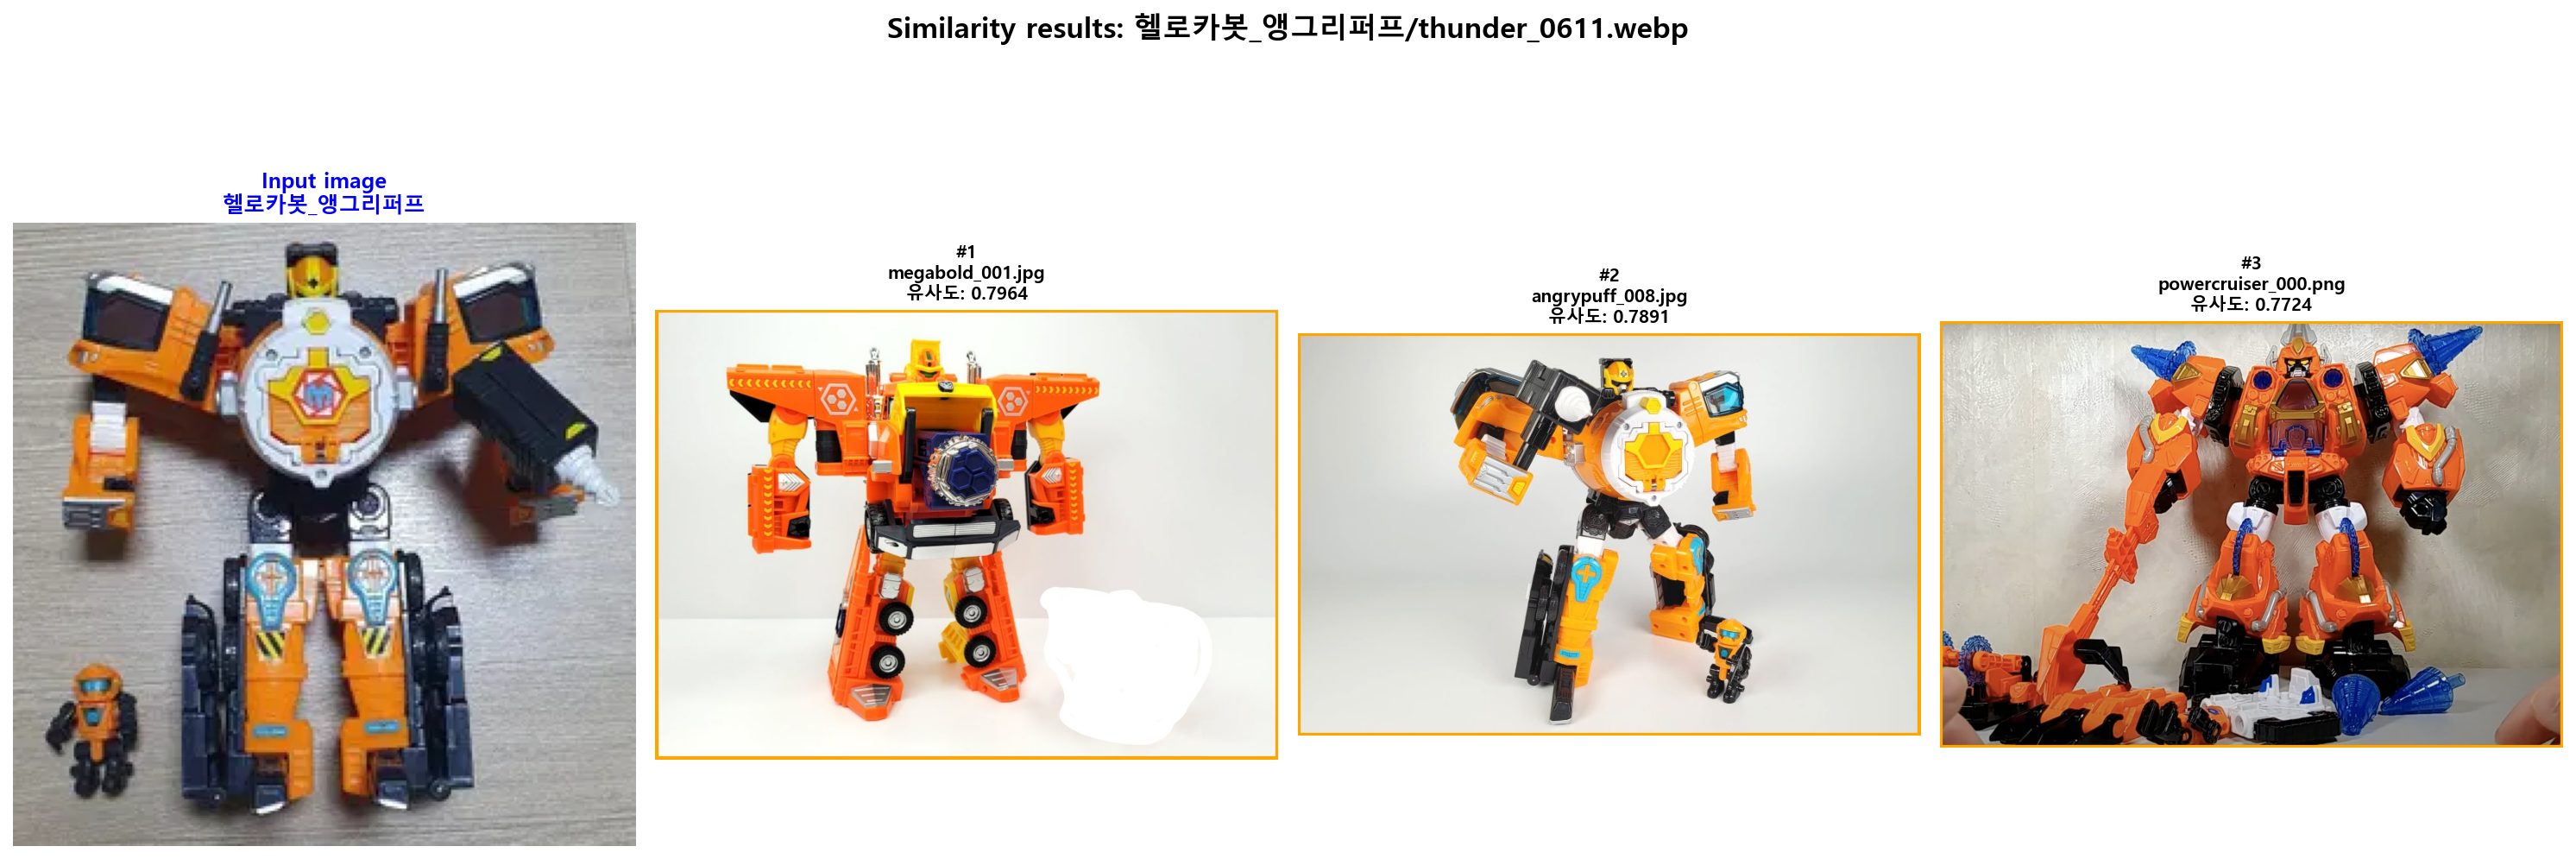 Similarity results: 헬로카봇_앵그리퍼프/thunder_0611.webp
Input image
헬로카봇_앵그리퍼프
#1
megabold_001.jpg
유사도: 0.7964
#2
angrypuff_008.jpg
유사도: 0.7891
#3
powercruiser_000.png
유사도: 0.7724